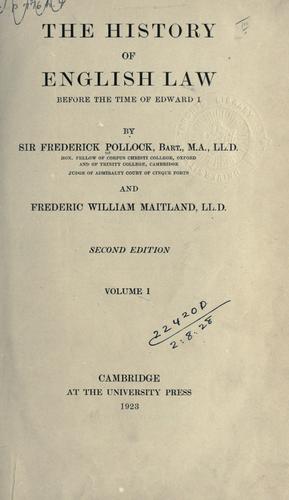 THE HISTORY
OF
ENGLISH LAW
BEFORE THE TIME OF EDWARD I
BY
SIR FREDERICK POLLOCK, BART., M.A., LL.D.
HON. FELLOW OF CORPUS CHRISTI COLLEGE, OXFORD
AND OF TRINITY COLLEGE, CAMBRIDGE
JUDGE OF ADMIRALTY COURT OF CINQUE PORTS
AND
FREDERIC WILLIAM MAITLAND, LL.D.
SECOND EDITION
VOLUME I
22420D
2:8:28
CAMBRIDGE
AT THE UNIVERSITY PRESS
1923